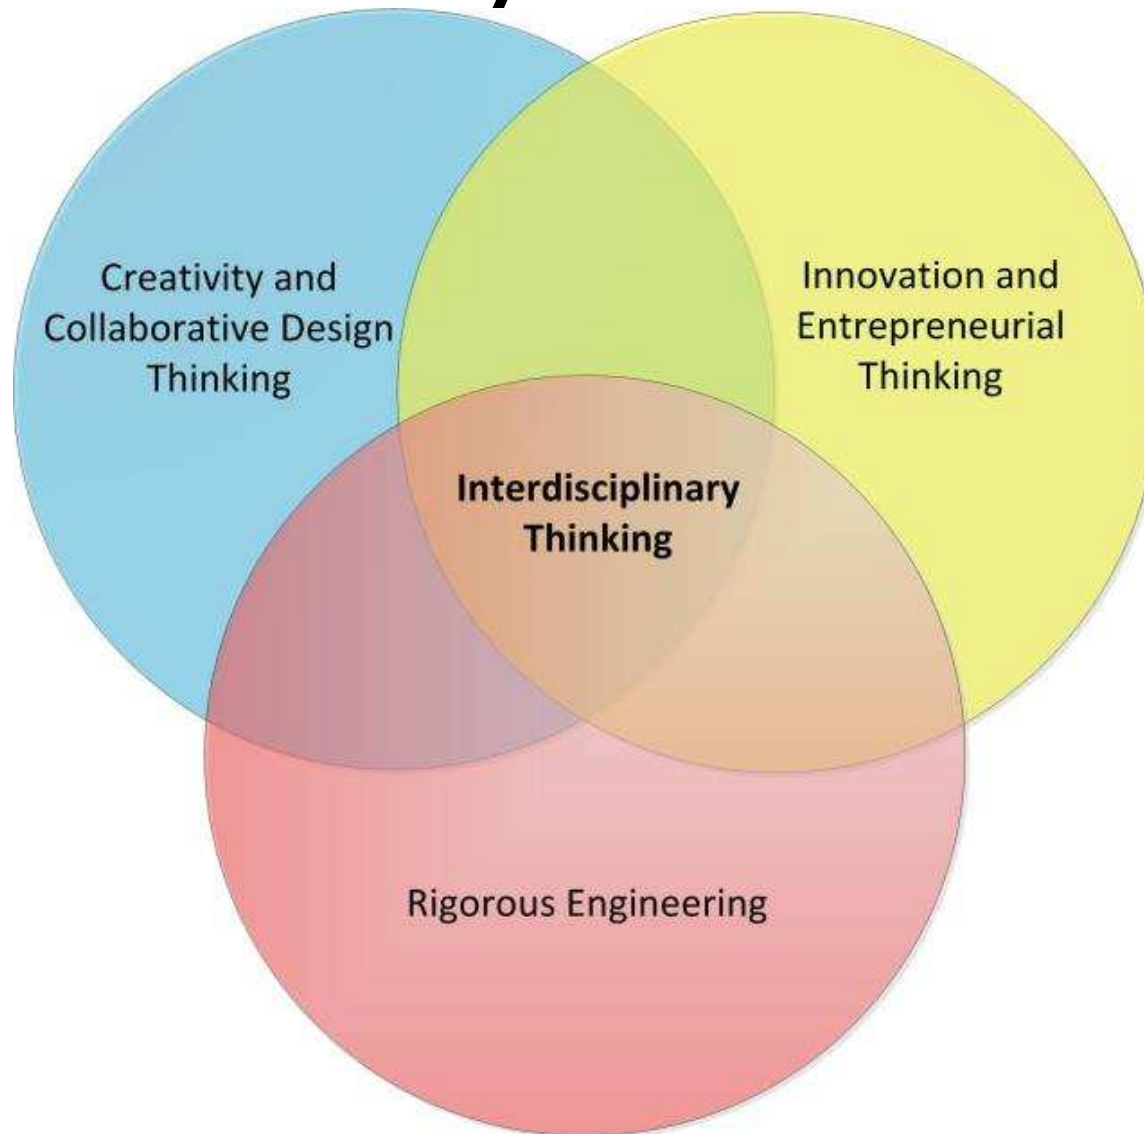 Creativity and
Collaborative Design
Thinking
Innovation and
Entrepreneurial
Thinking
Interdisciplinary
Thinking
Rigorous Engineering